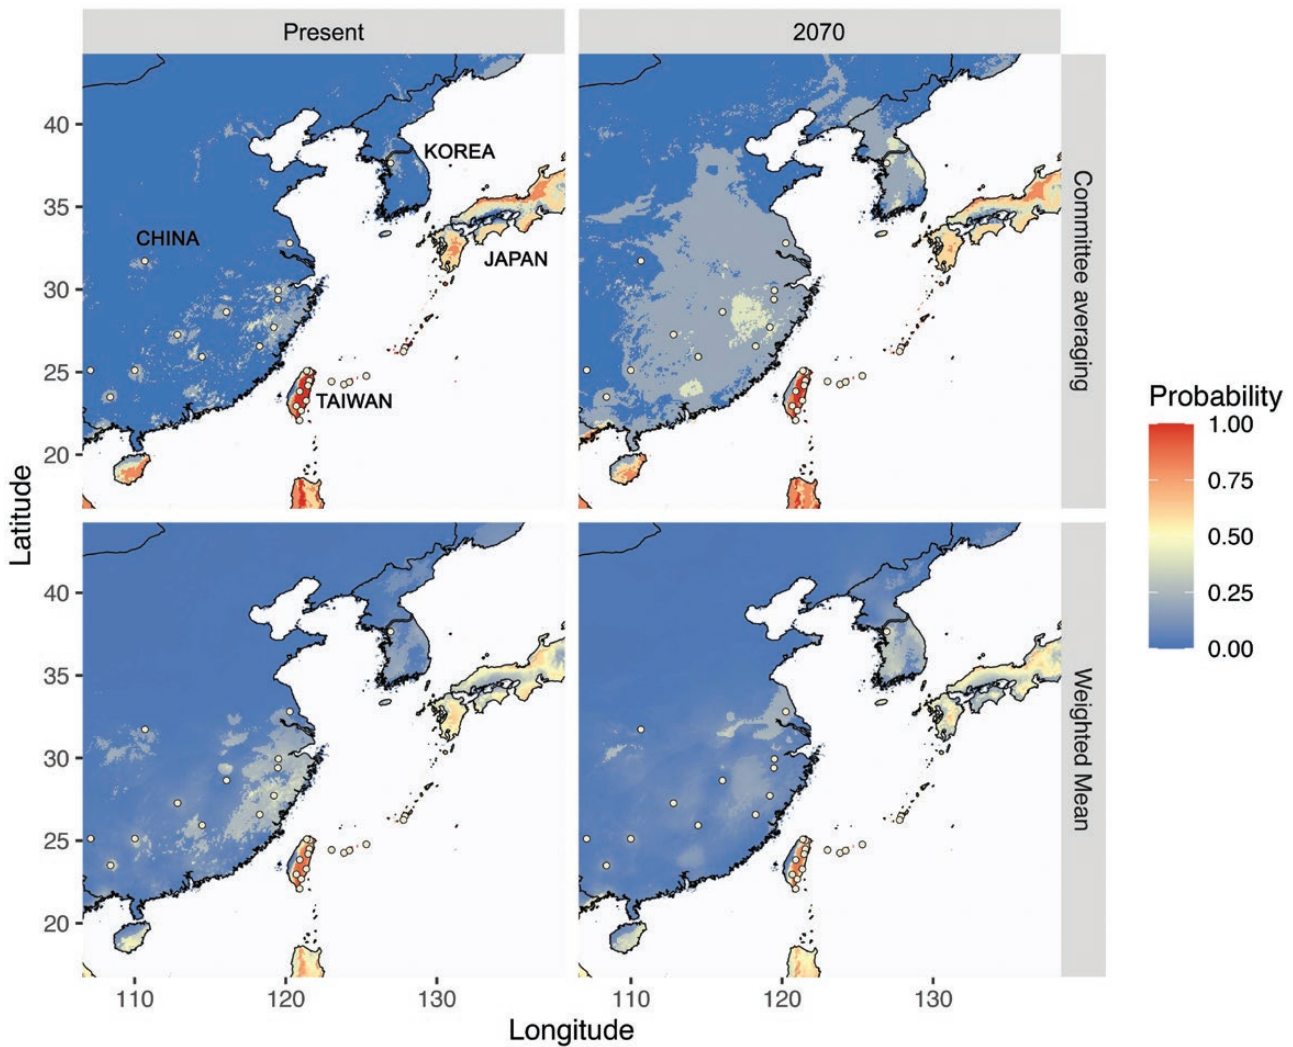 Present
2070
40
35
30
25
20
KOREA
CHINA
JAPAN
TAIWAN
Committee averaging
40
35
30
25
20
Weighted Mean
110
120
130
110
120
130
Latitude
Longitude
Probability
1.00
0.75
0.50
0.25
0.00